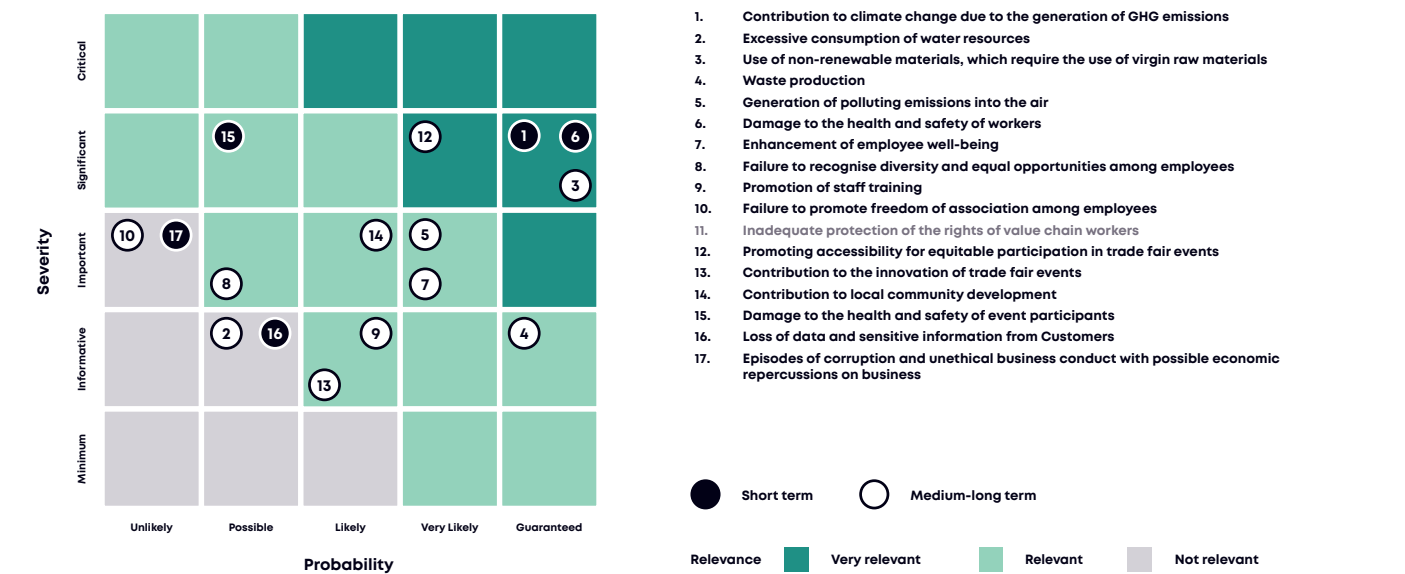 Severity
Critical
Significant
Important
Informative
Minimum
15
12
1
6
3
10
17
14
5
8
7
2
16
9
4
13
Unlikely
Possible
Likely
Very Likely
Guaranteed
Probability
1. Contribution to climate change due to the generation of GHG emissions
2. Excessive consumption of water resources
3. Use of non-renewable materials, which require the use of virgin raw materials
4. Waste production
5. Generation of polluting emissions into the air
6. Damage to the health and safety of workers
7. Enhancement of employee well-being
8. Failure to recognise diversity and equal opportunities among employees
9. Promotion of staff training
10. Failure to promote freedom of association among employees
11. Inadequate protection of the rights of value chain workers
12. Promoting accessibility for equitable participation in trade fair events
13. Contribution to the innovation of trade fair events
14. Contribution to local community development
15. Damage to the health and safety of event participants
16. Loss of data and sensitive information from Customers
17. Episodes of corruption and unethical business conduct with possible economic
repercussions on business
Short term
Medium-long term
Relevance
Very relevant
Relevant
Not relevant